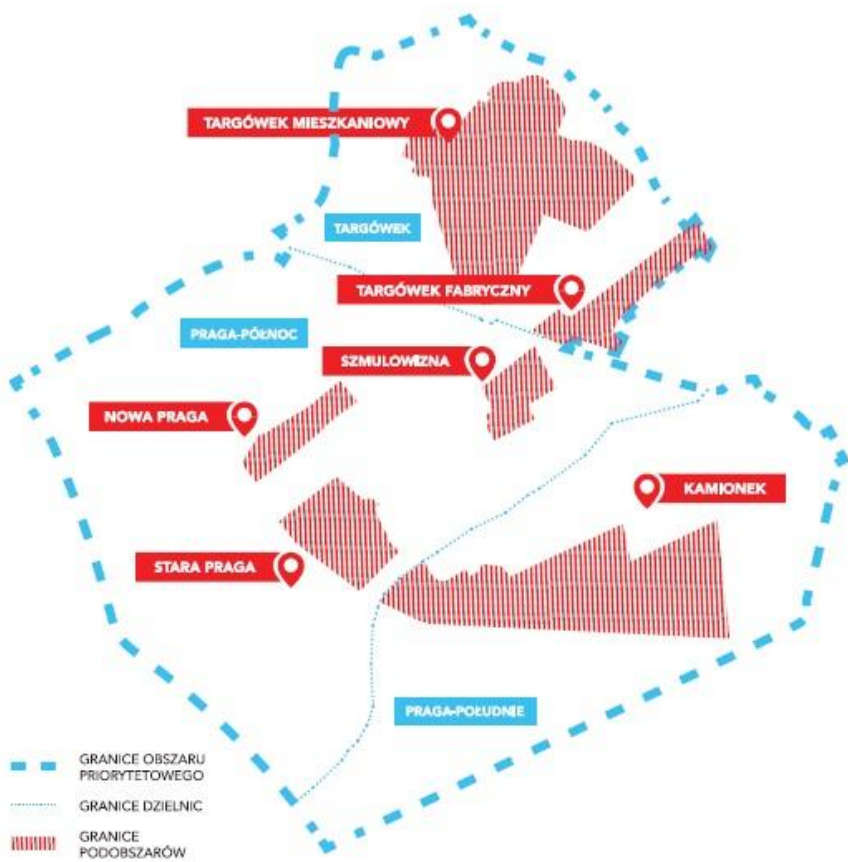 TARGÓWEK MIESZKANIOWY
TARGÓWEK
TARGÓWEK FABRYCZNY
PRAGA-PÓŁNOC
SZMULOWIZNA
NOWA PRAGA
KAMIONEK
STARA PRAGA
PRAGA-POŁUDNIE
GRANICE OBSZARU
PRIORYTETOWEGO
GRANICE DZIELNIC
GRANICE
PODOBSZARÓW